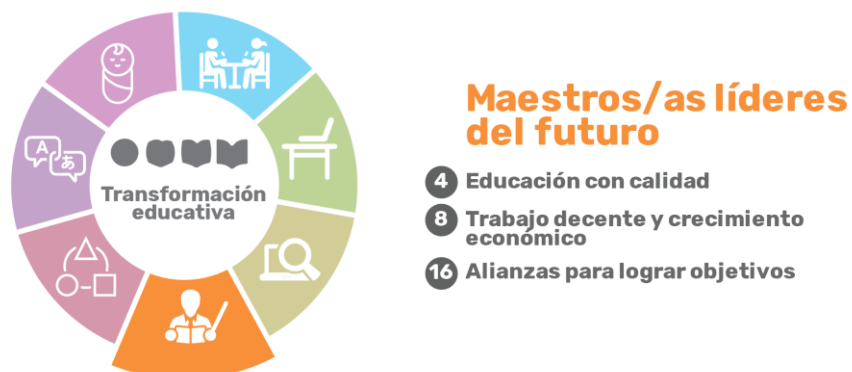 A
あ
Transformación
educativa
Maestros/as líderes
del futuro
4 Educación con calidad
8 Trabajo decente y crecimiento
económico
16 Alianzas para lograr objetivos